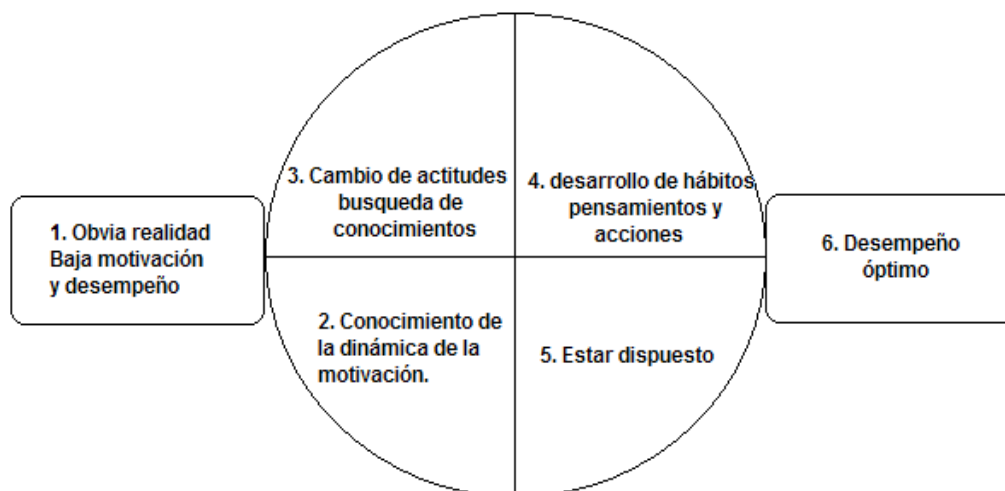 1. Obvia realidad
Baja motivación
y desempeño
2. Conocimiento de
la dinámica de la
motivación.
3. Cambio de actitudes
busqueda de
conocimientos
4. desarrollo de hábitos
pensamientos y
acciones
5. Estar dispuesto
6. Desempeño
óptimo